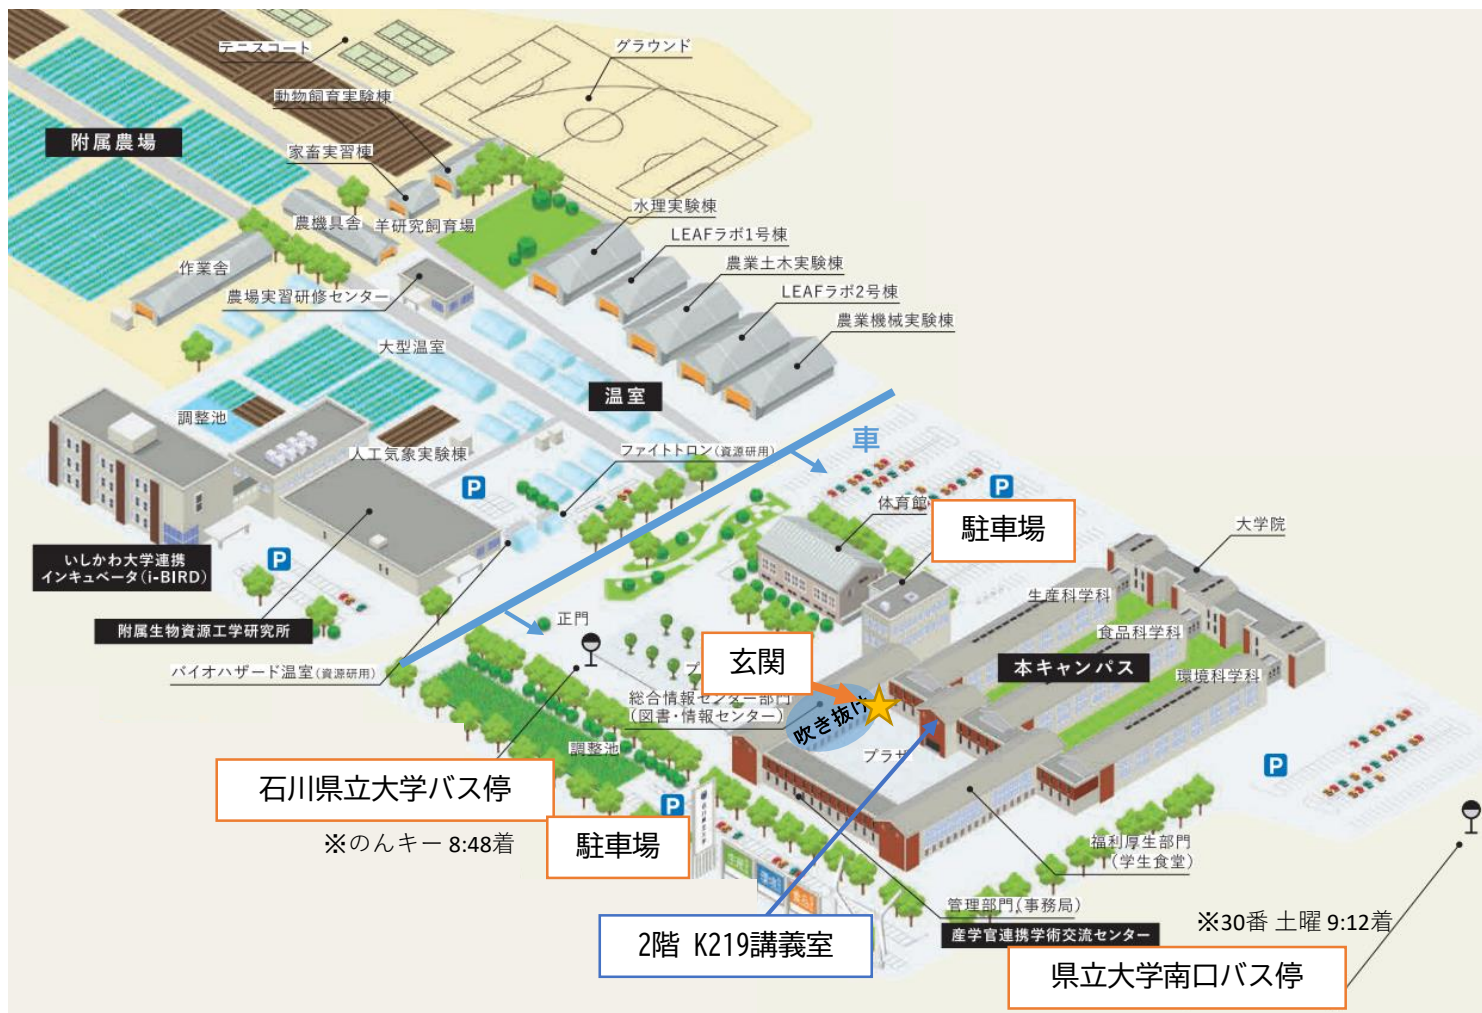 テニスコート
グラウンド
動物飼育実験棟
附属農場
家畜実習棟
水理実験棟
農機具舎
羊研究飼育場
LEAFラボ1号棟
作業舎
農業土木実験棟
農場実習研修センター
LEAFラボ2号棟
農業機械実験棟
大型温室
温室
調整池
車
人工気象実験棟
ファイトトロン(資源研用)
P
P
体育館
駐車場
大学院
いしかわ大学連携
インキュベータ(i-BIRD)
P
生産科学科
附属生物資源工学研究所
正門
食品科学科
玄関
本キャンパス
バイオハザード温室(資源研用)
環境科学科
総合情報センター部門
(図書・情報センター)
吹き抜け
調整池
プラザ
P
石川県立大学バス停
P
※のんキー 8:48着
駐車場
福利厚生部門
(学生食堂)
管理部門(事務局)
※30番 土曜 9:12着
2階 K219講義室
産学官連携学術交流センター
県立大学南口バス停